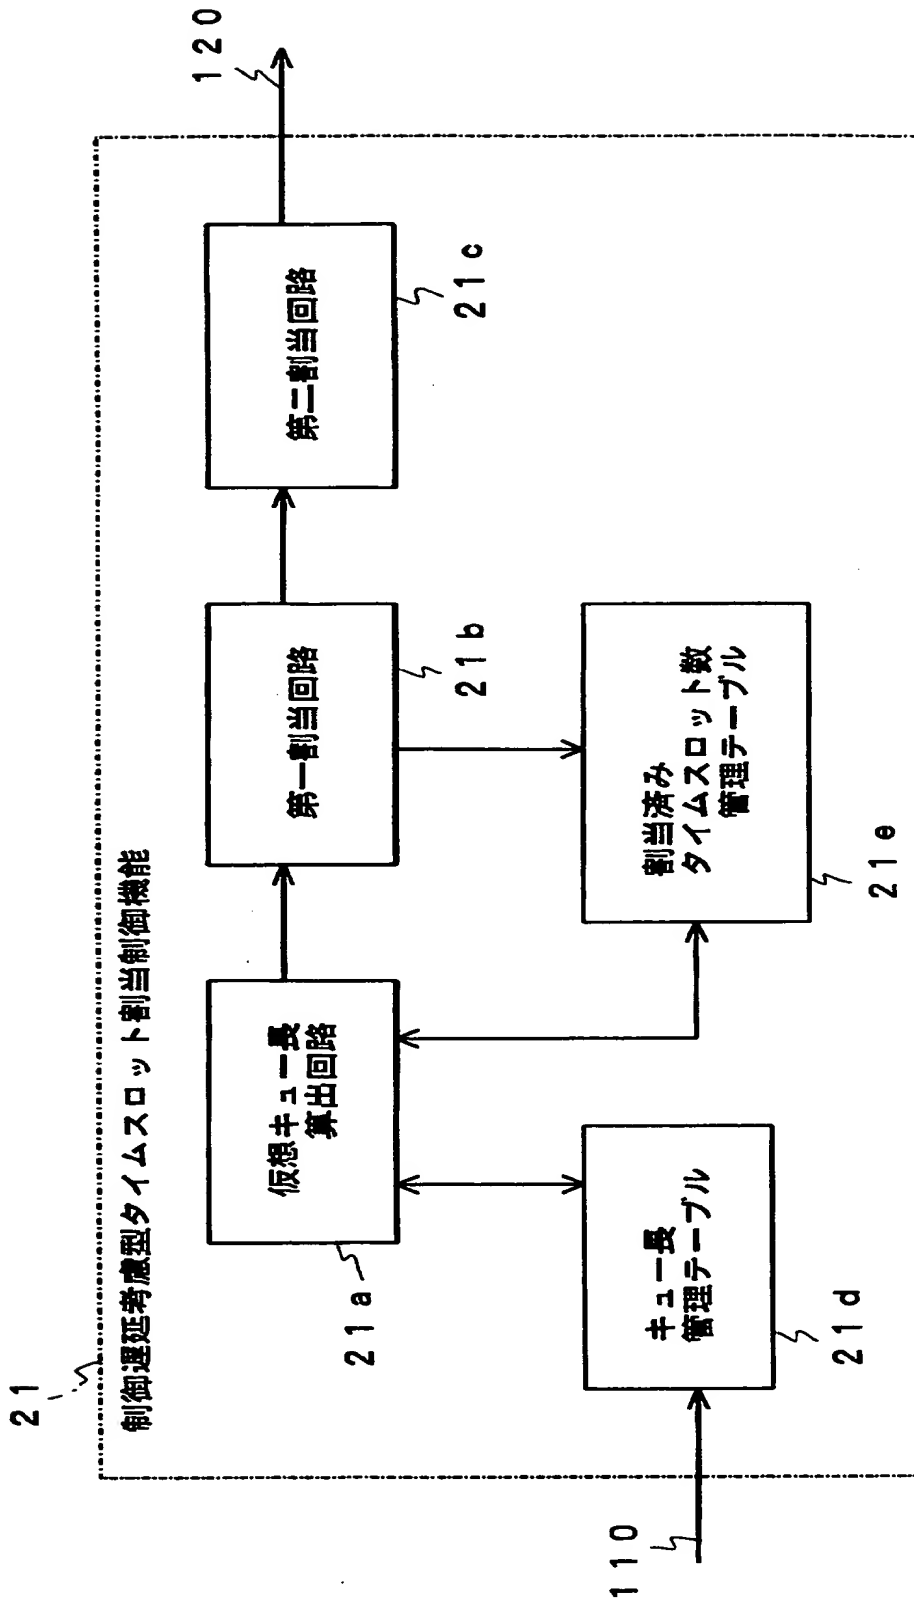 21
制御遅延考慮型タイムスロット割当制御機能
仮想キュー長
算出回路
21a
第一割当回路
21b
第二割当回路
21c
120
キュー長
管理テーブル
21d
割当済み
タイムスロット数
管理テーブル
21e
110